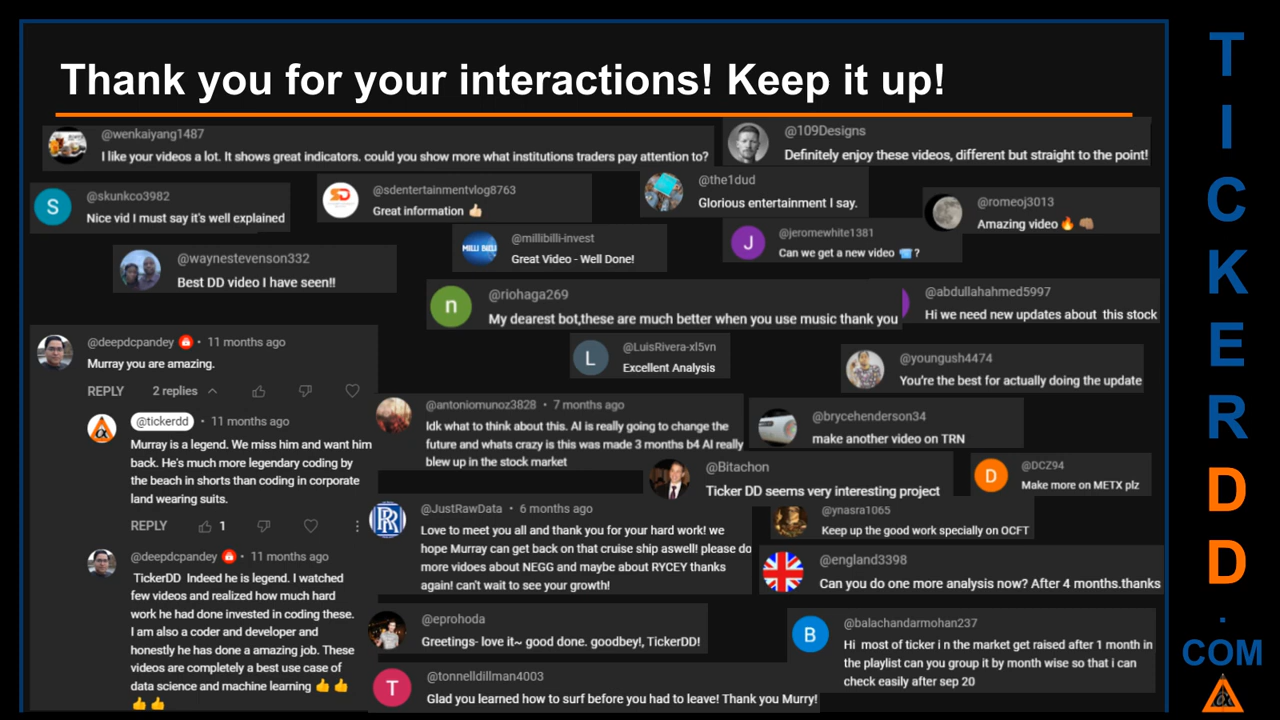 Thank you for your interactions! Keep it up!
@wenkaiyang1487
I like your videos a lot. It shows great indicators. could you show more what institutions traders pay attention to?
@109Designs
Definitely enjoy these videos, different but straight to the point!
S
@skunkco3982
Nice vid I must say it's well explained
@sdentertainmentvlog8763
Great information 👍🏻
@the1dud
Glorious entertainment I say.
@romeoj3013
Amazing video 🔥 👊🏽
@millibilli-invest
Great Video - Well Done!
J
@jeromewhite1381
Can we get a new video ?
@waynestevenson332
Best DD video I have seen!!
n
@riohaga269
My dearest bot,these are much better when you use music thank you
@abdullahahmed5997
Hi we need new updates about this stock
L
@LuisRivera-xl5vn
Excellent Analysis
@youngush4474
You're the best for actually doing the update
@deepdcpandey • 11 months ago
Murray you are amazing.
REPLY 2 replies
@tickerdd • 11 months ago
Murray is a legend. We miss him and want him
back. He's much more legendary coding by
the beach in shorts than coding in corporate
land wearing suits.
REPLY 1
@deepdcpandey • 11 months ago
TickerDD Indeed he is legend. I watched
few videos and realized how much hard
work he had done invested in coding these.
I am also a coder and developer and
honestly he has done a amazing job. These
videos are completely a best use case of
data science and machine learning 👍 👍
👍 👍
@antoniomunoz3828 • 7 months ago
Idk what to think about this. AI is really going to change the
future and whats crazy is this was made 3 months b4 AI really
blew up in the stock market
@brycehenderson34
make another video on TRN
@Bitachon
Ticker DD seems very interesting project
D
@DCZ94
Make more on METX plz
@JustRawData • 6 months ago
Love to meet you all and thank you for your hard work! we
hope Murray can get back on that cruise ship aswell! please do
more vidoes about NEGG and maybe about RYCEY thanks
again! can't wait to see your growth!
@ynasra1065
Keep up the good work specially on OCFT
@england3398
Can you do one more analysis now? After 4 months.thanks
@eprohoda
Greetings- love it~ good done. goodbey!, TickerDD!
B
@balachandarmohan237
Hi most of ticker i n the market get raised after 1 month in
the playlist can you group it by month wise so that i can
check easily after sep 20
T
@tonnelldillman4003
Glad you learned how to surf before you had to leave! Thank you Murry!
T
I
C
K
E
R
D
D
.
COM